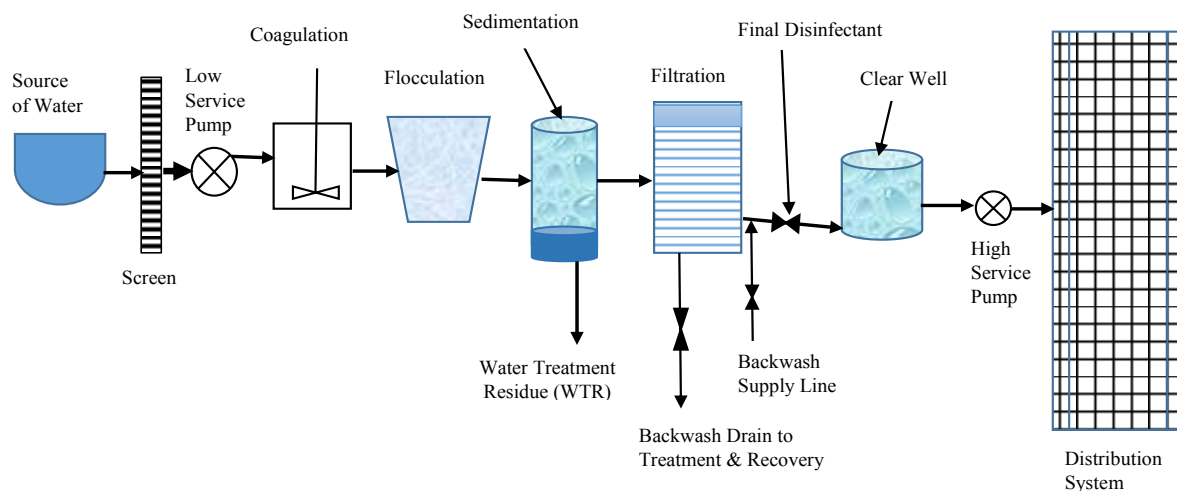 Source
of Water
Screen
Low
Service
Pump
Coagulation
Flocculation
Sedimentation
Water Treatment
Residue (WTR)
Filtration
Backwash Drain to
Treatment & Recovery
Backwash
Supply Line
Final Disinfectant
Clear Well
High
Service
Pump
Distribution
System